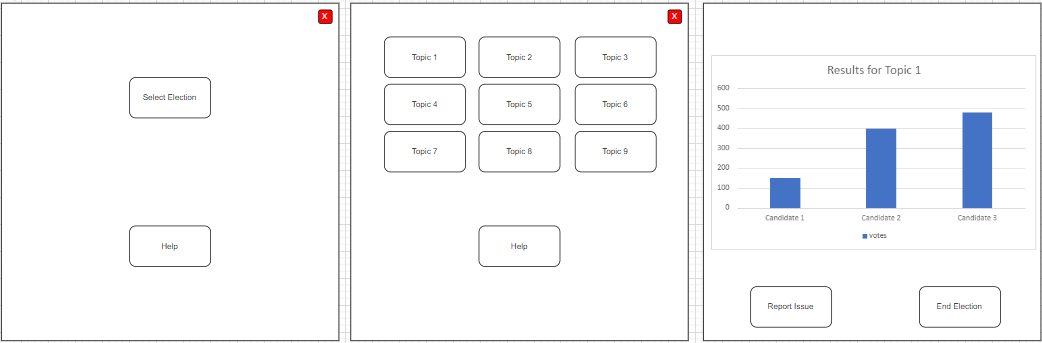 X
Select Election
Help
X
Topic 1 Topic 2 Topic 3
Topic 4 Topic 5 Topic 6
Topic 7 Topic 8 Topic 9
Help
Results for Topic 1
600
500
400
300
200
100
0
Candidate 1 Candidate 2 Candidate 3
votes
Report Issue End Election